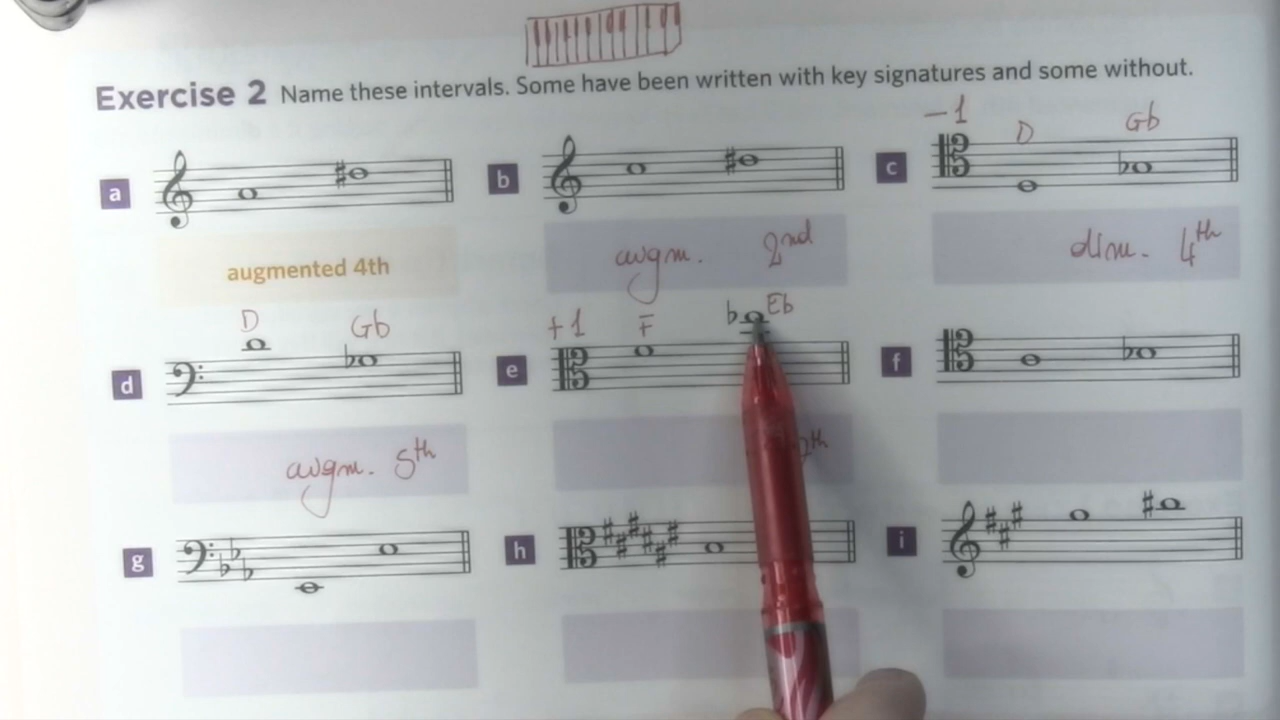 Exercise 2 Name these intervals. Some have been written with key signatures and some without.
a
b
c
-1
D
Gb
augmented 4th
augm. 2nd
dim. 4th
d
D
Gb
e
+1
F
Eb
f
augm. 5th
g
h
i